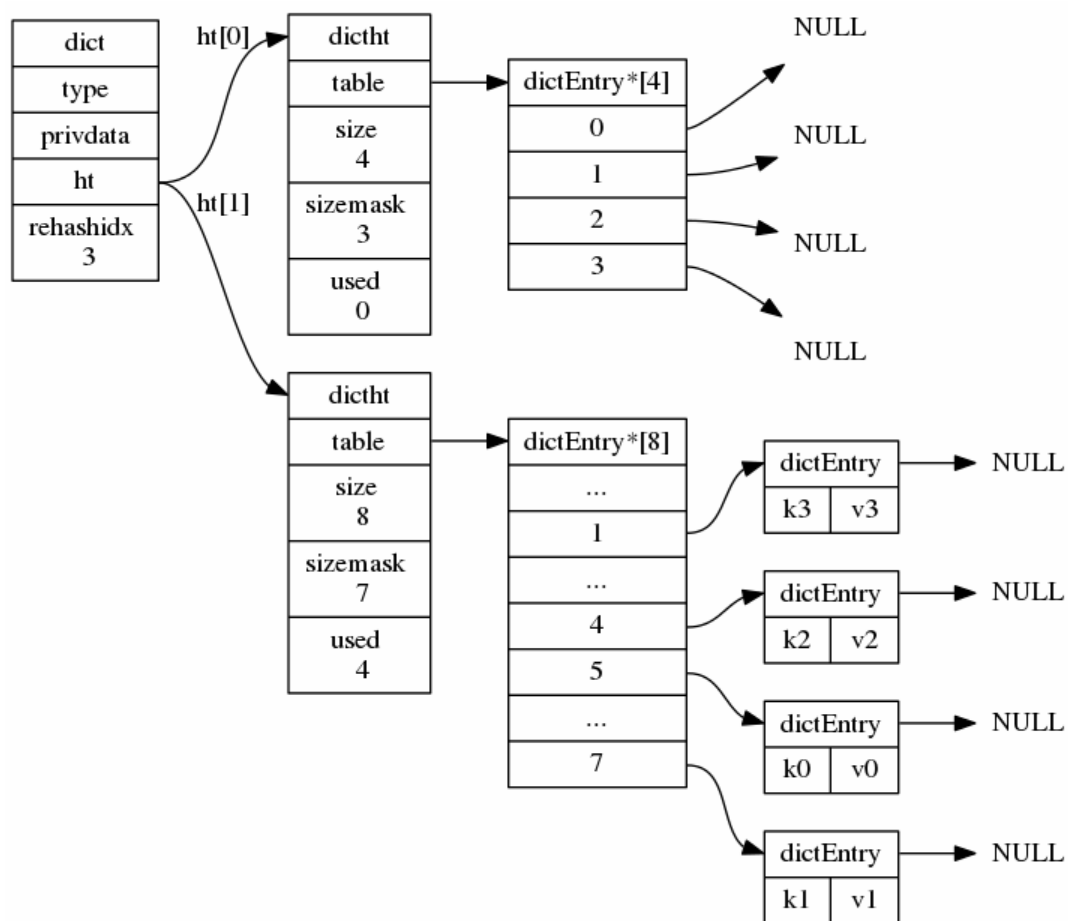 dict
type
privdata
ht
rehashidx
3
ht[0]
ht[1]
dictht
table
size
4
sizemask
3
used
0
dictEntry*[4]
0
1
2
3
NULL
NULL
NULL
NULL
dictht
table
size
8
sizemask
7
used
4
dictEntry*[8]
...
1
...
4
5
...
7
dictEntry
k3 v3
NULL
dictEntry
k2 v2
NULL
dictEntry
k0 v0
NULL
dictEntry
k1 v1
NULL